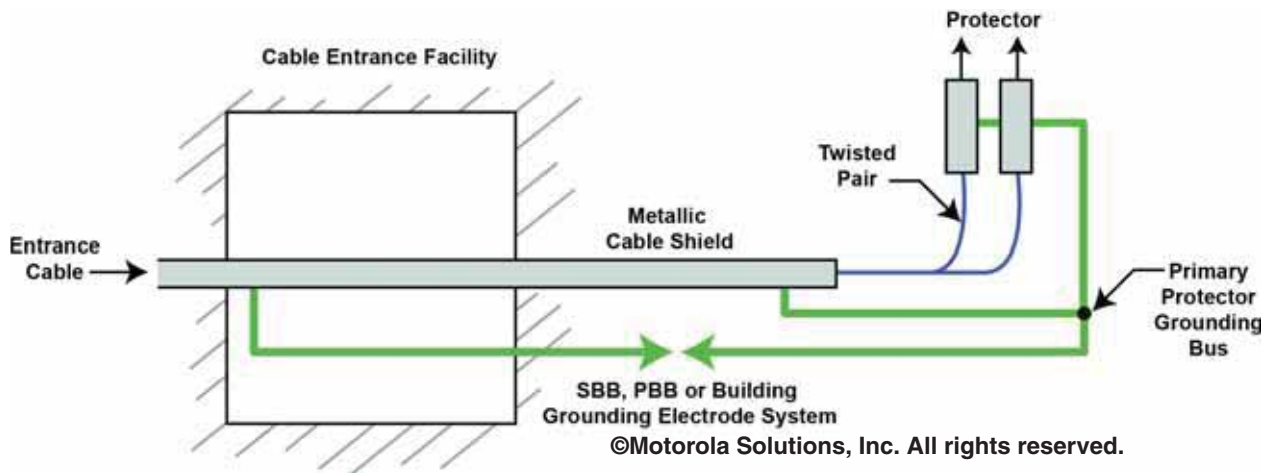 Protector
Cable Entrance Facility
Twisted
Pair
Metallic
Cable Shield
Entrance
Cable
Primary
Protector
Grounding
Bus
SBB, PBB or Building
Grounding Electrode System
©Motorola Solutions, Inc. All rights reserved.